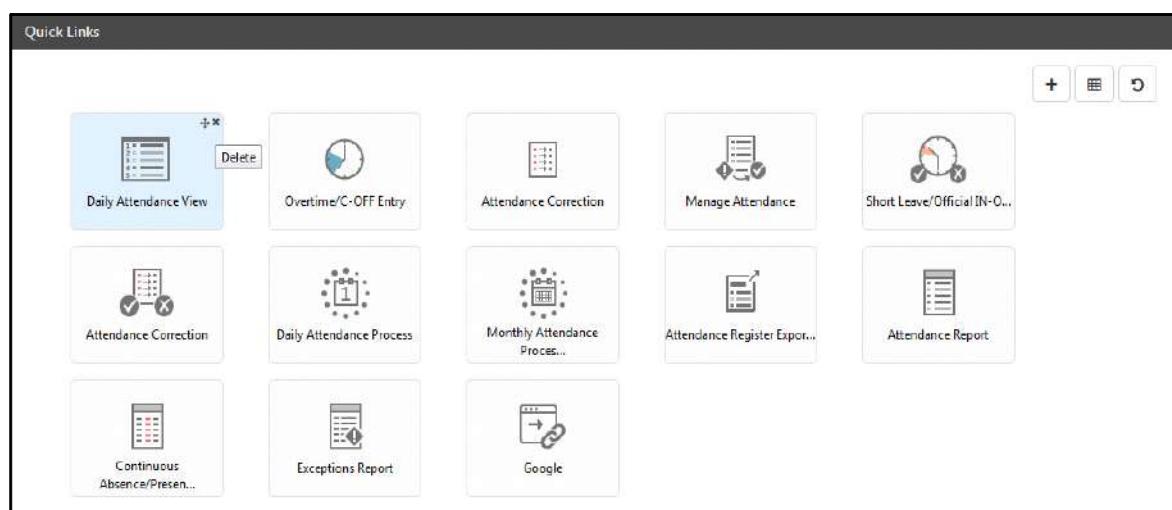 Quick Links
Delete
Daily Attendance View
Overtime/C-OFF Entry
Attendance Correction
Manage Attendance
Short Leave/Official IN-O...
Attendance Correction
Daily Attendance Process
Monthly Attendance
Proces...
Attendance Register Expor...
Attendance Report
Continuous
Absence/Presen...
Exceptions Report
Google